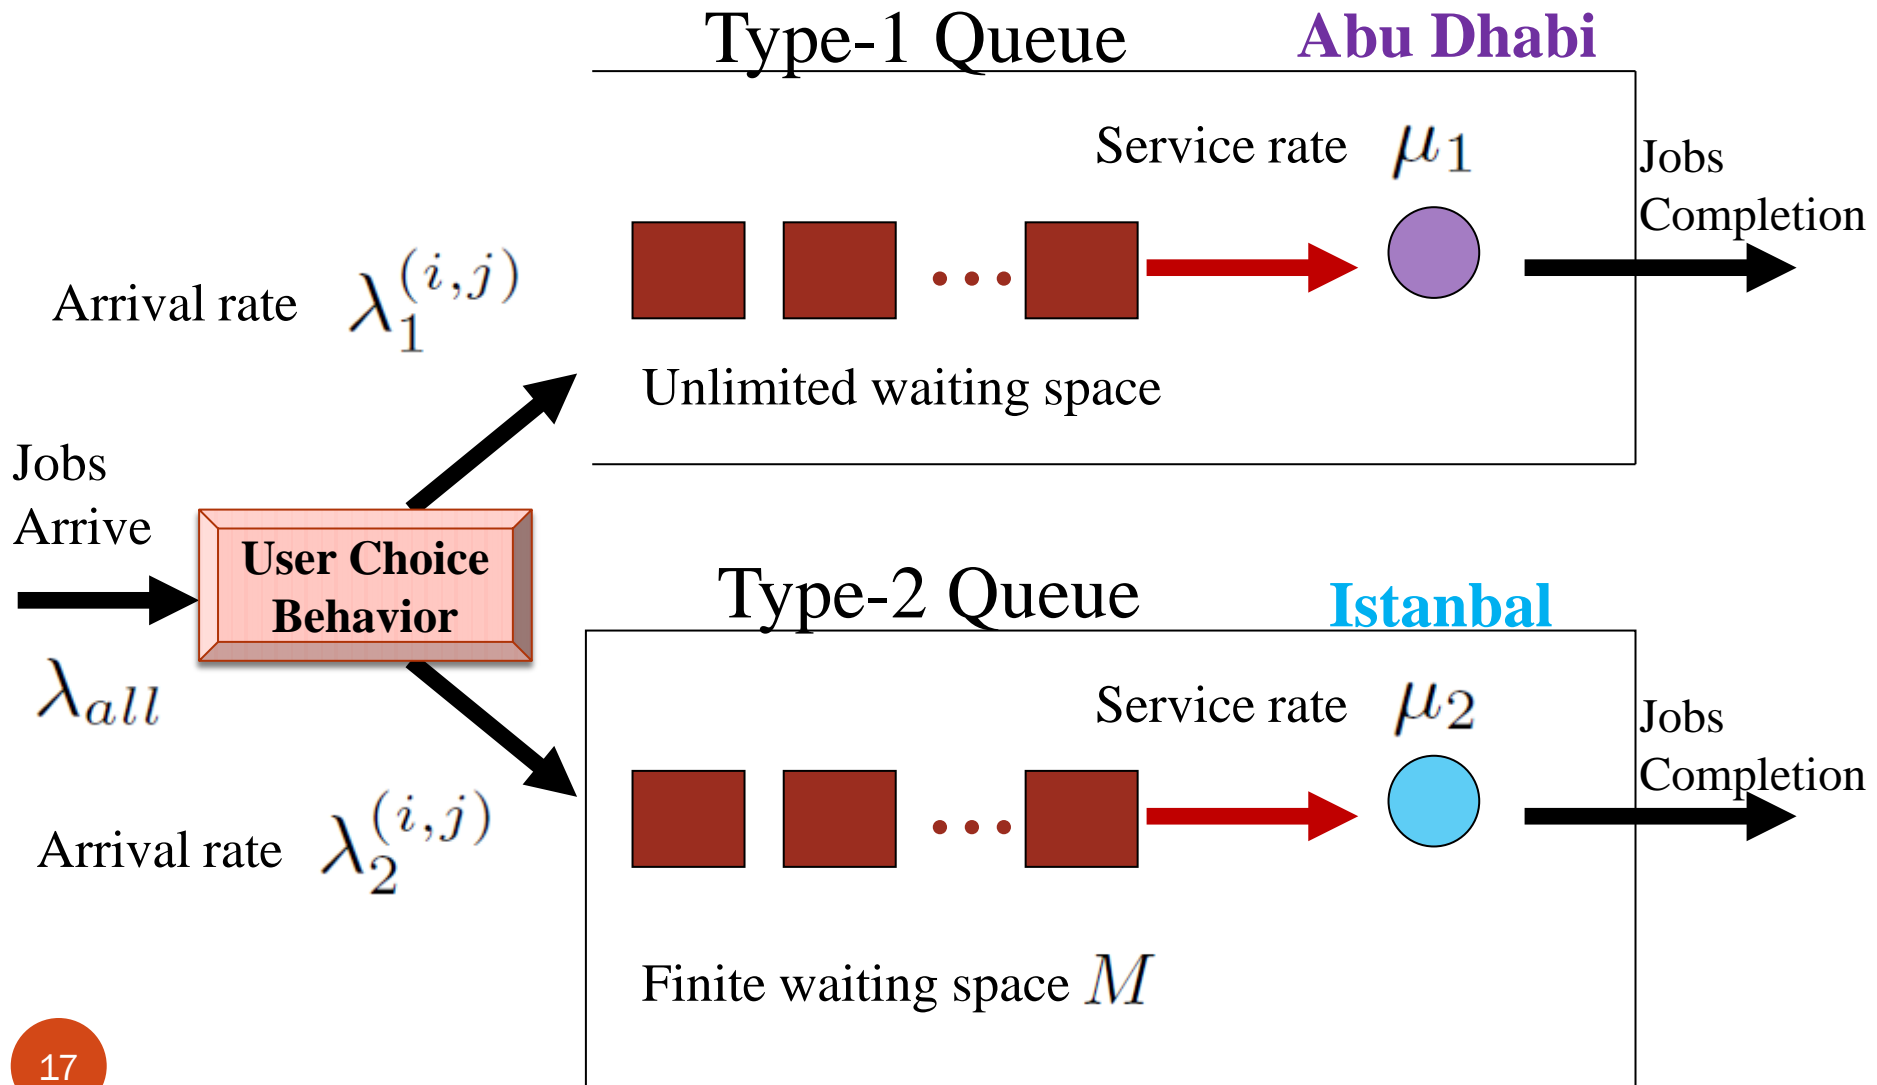 Type-1 Queue
Abu Dhabi
Service rate μ₁
Jobs
Completion
Arrival rate λ₁^(i,j)
● ● ●
Unlimited waiting space
Jobs
Arrive
User Choice
Behavior
λ_all
Type-2 Queue
Istanbal
Service rate μ₂
Jobs
Completion
Arrival rate λ₂^(i,j)
● ● ●
Finite waiting space M
17